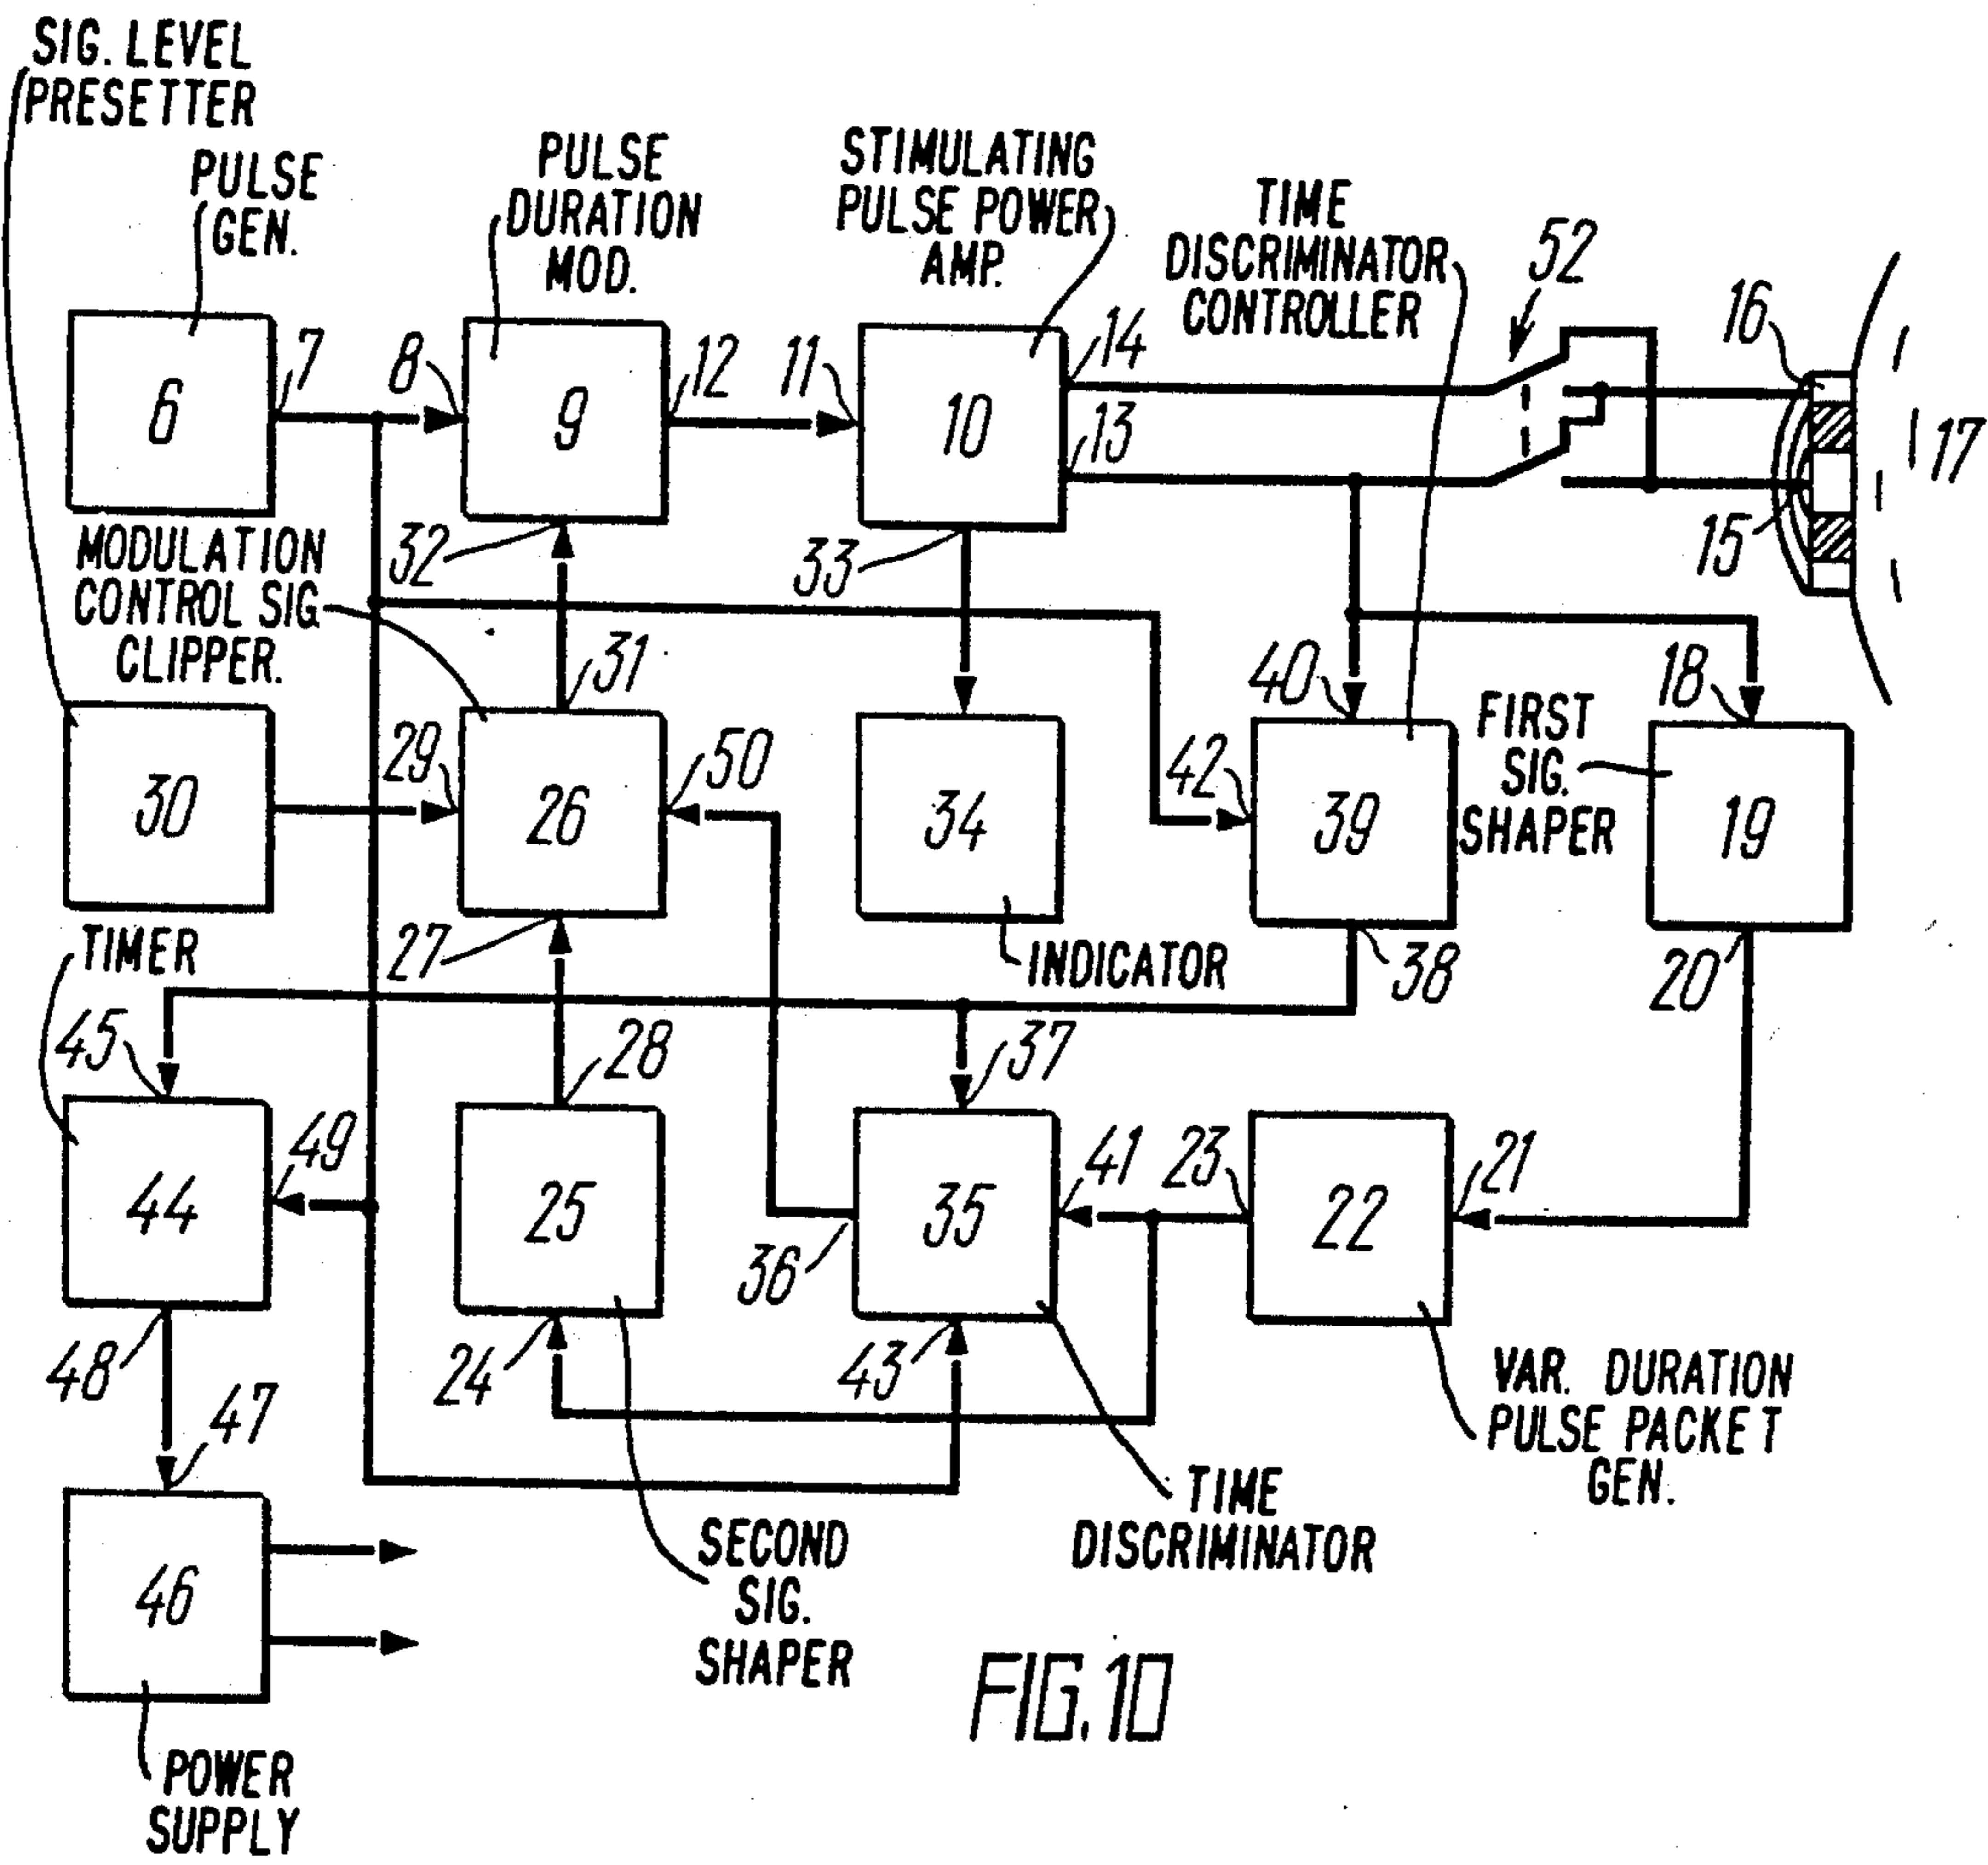 SIG. LEVEL
PRESETTER
PULSE
GEN.
PULSE
DURATION
MOD.
STIMULATING
PULSE POWER
AMP.
TIME
DISCRIMINATOR
CONTROLLER
52
16
6
7
8
9
12
11
10
14
13
17
15
32
33
MODULATION
CONTROL SIG
CLIPPER.
31
40
18
FIRST
SIG.
SHAPER
30
29
26
50
34
42
39
19
27
INDICATOR
38
20
TIMER
45
28
37
44
49
25
35
36
41
23
22
21
48
24
43
47
VAR. DURATION
PULSE PACKET
GEN.
TIME
DISCRIMINATOR
SECOND
SIG.
SHAPER
46
POWER
SUPPLY
FIG. 10